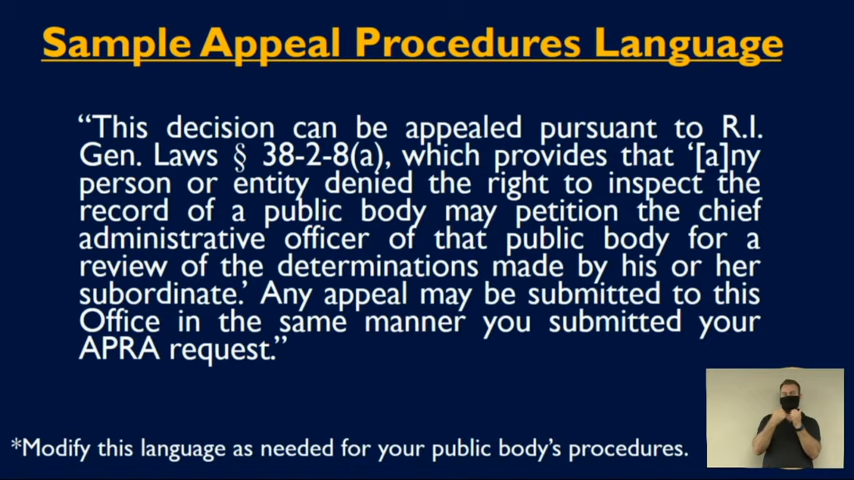 Sample Appeal Procedures Language
“This decision can be appealed pursuant to R.I.
Gen. Laws § 38-2-8(a), which provides that ‘[a]ny
person or entity denied the right to inspect the
record of a public body may petition the chief
administrative officer of that public body for a
review of the determinations made by his or her
subordinate.’ Any appeal may be submitted to this
Office in the same manner you submitted your
APRA request.”
*Modify this language as needed for your public body’s procedures.